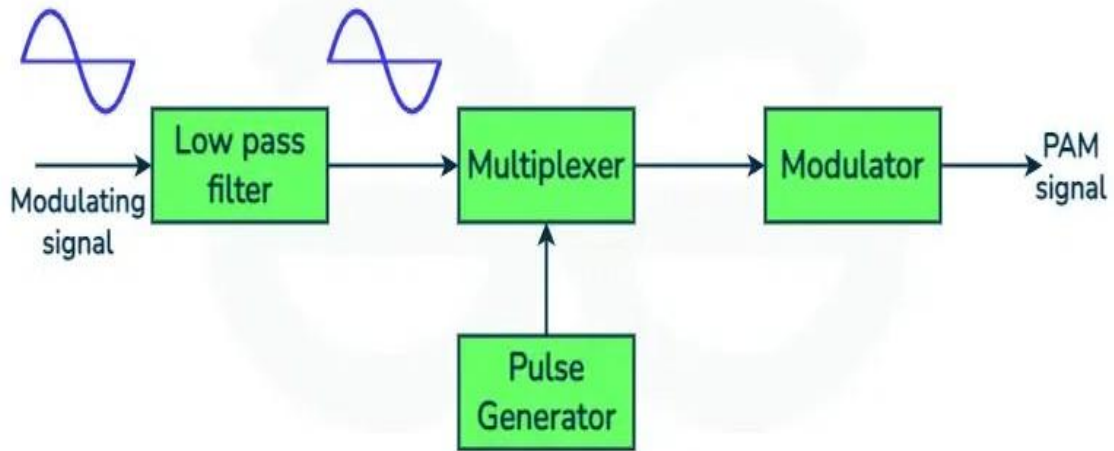 Modulating
signal
Low pass
filter
Multiplexer
Modulator
PAM
signal
Pulse
Generator